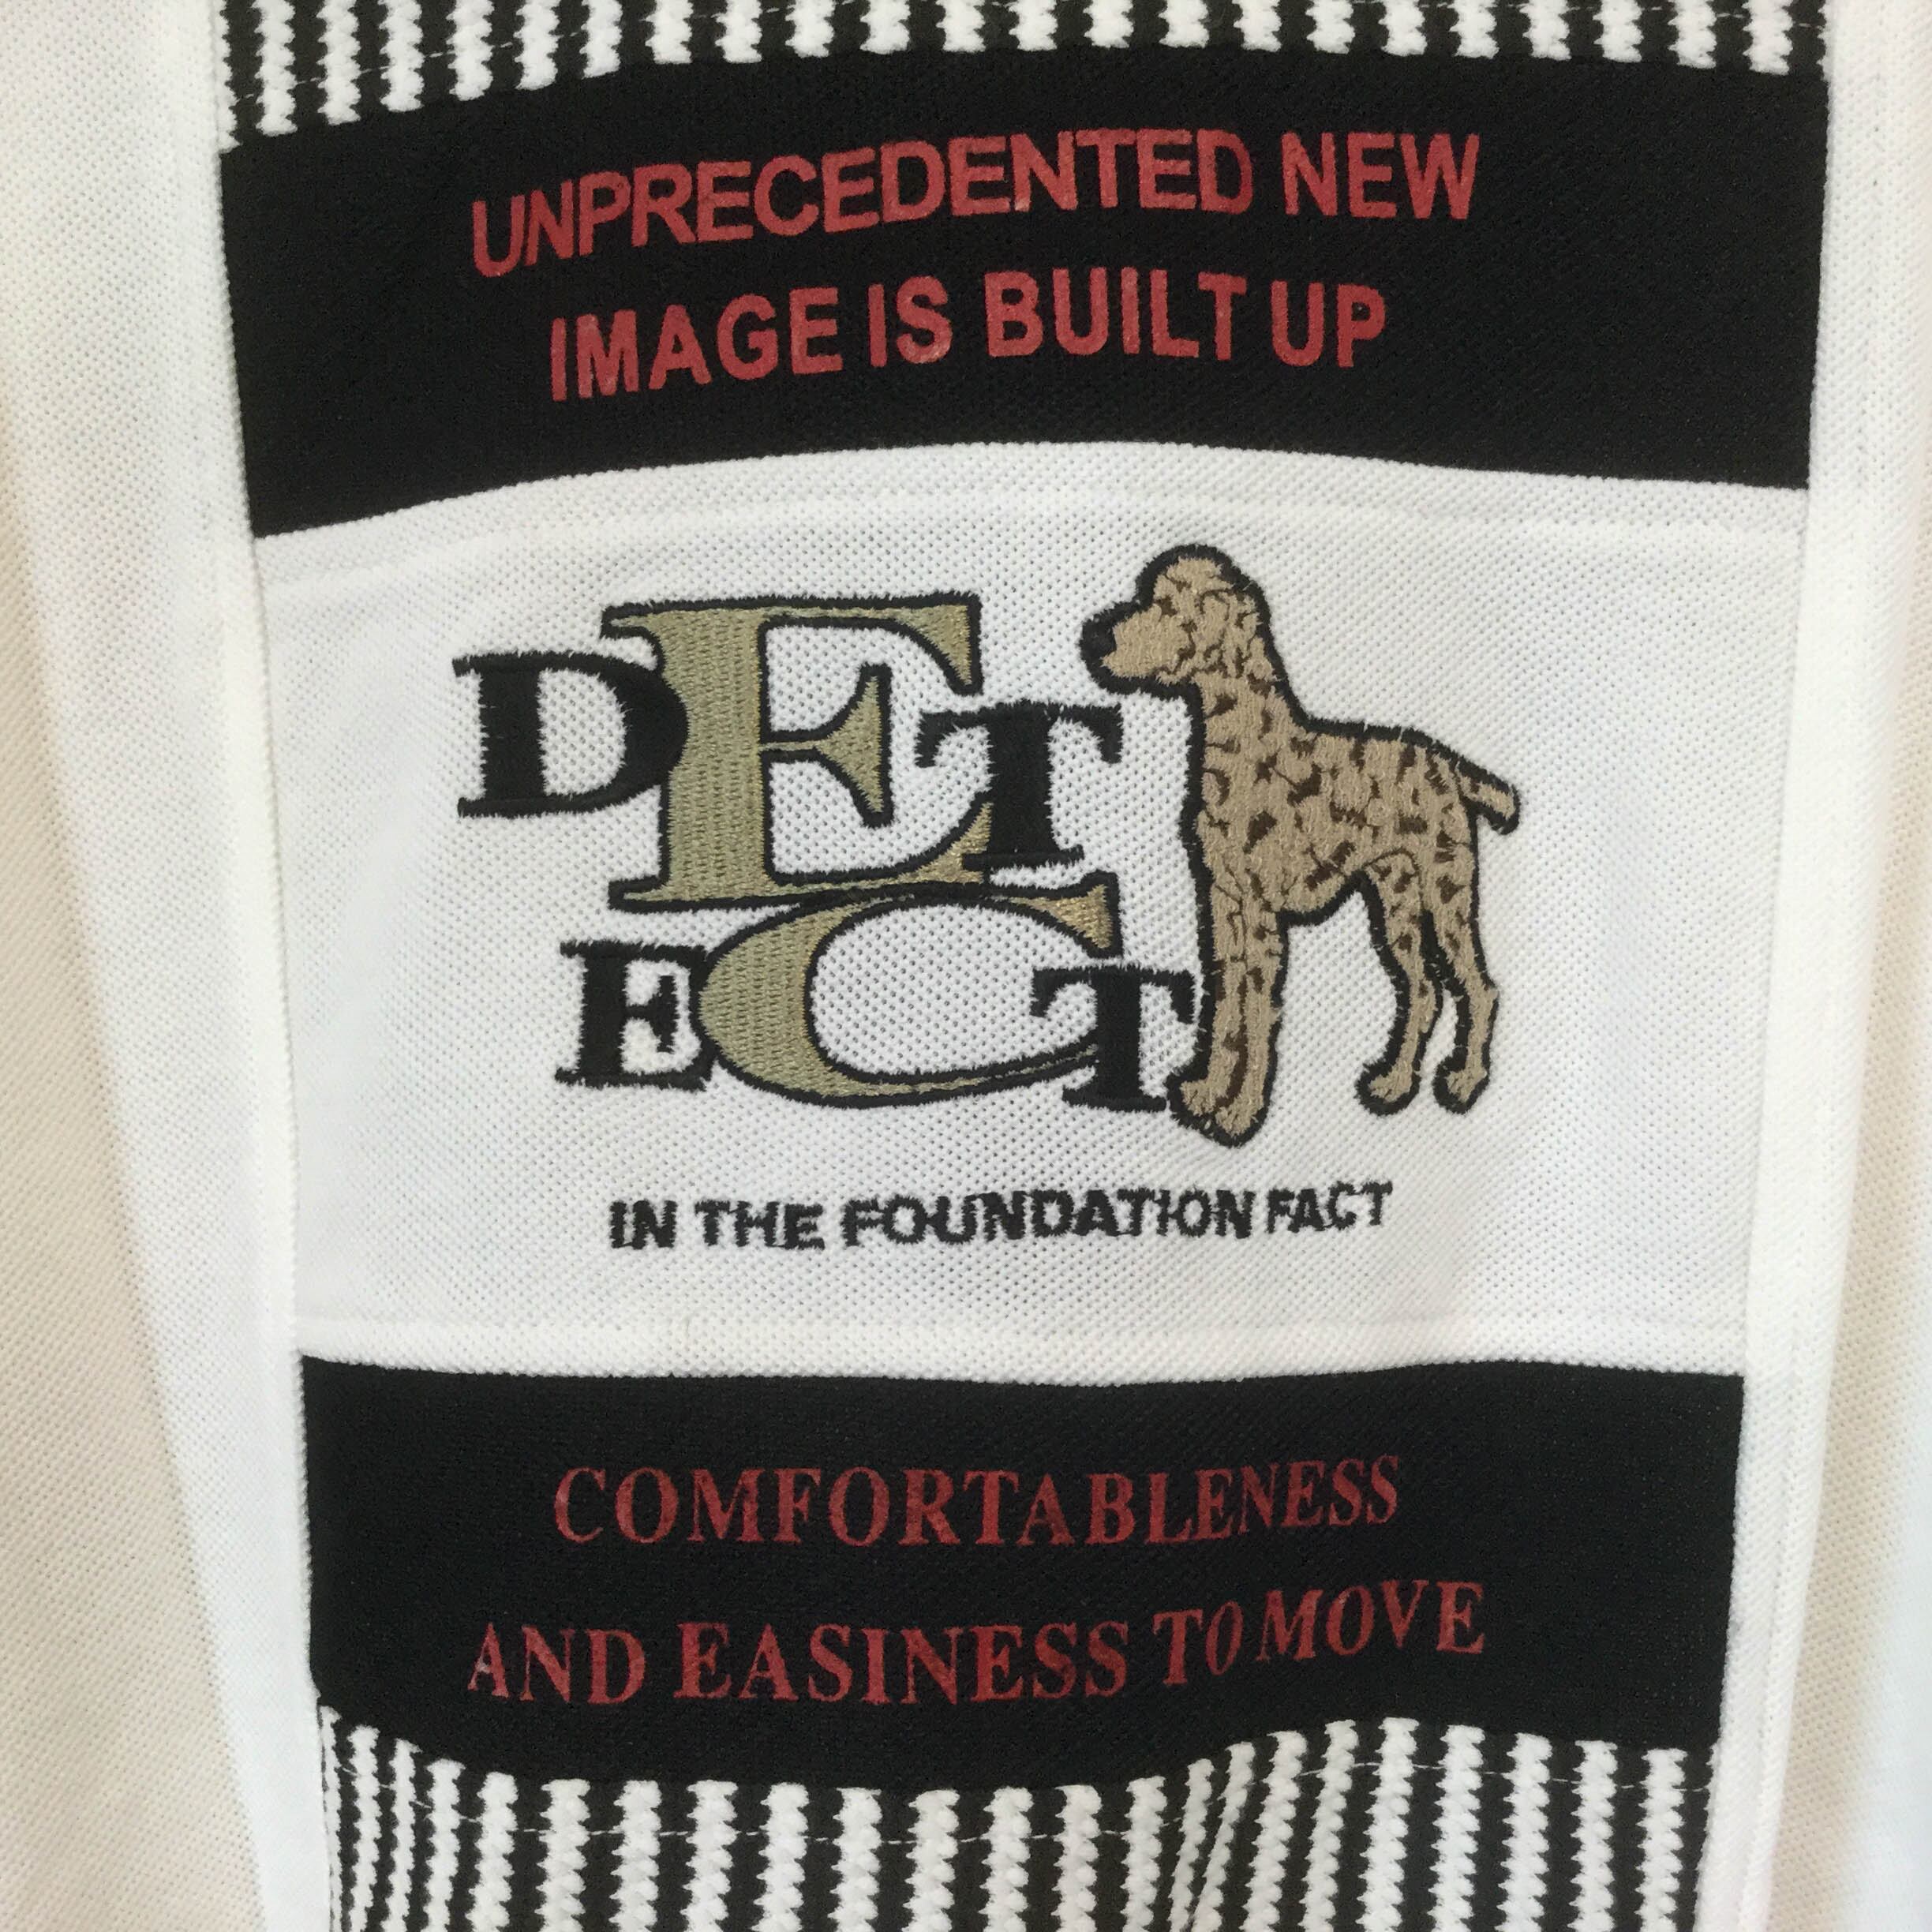 UNPRECEDENTED NEW
IMAGE IS BUILT UP
DET
ECT
IN THE FOUNDATION FACT
COMFORTABLENESS
AND EASINESS TO MOVE